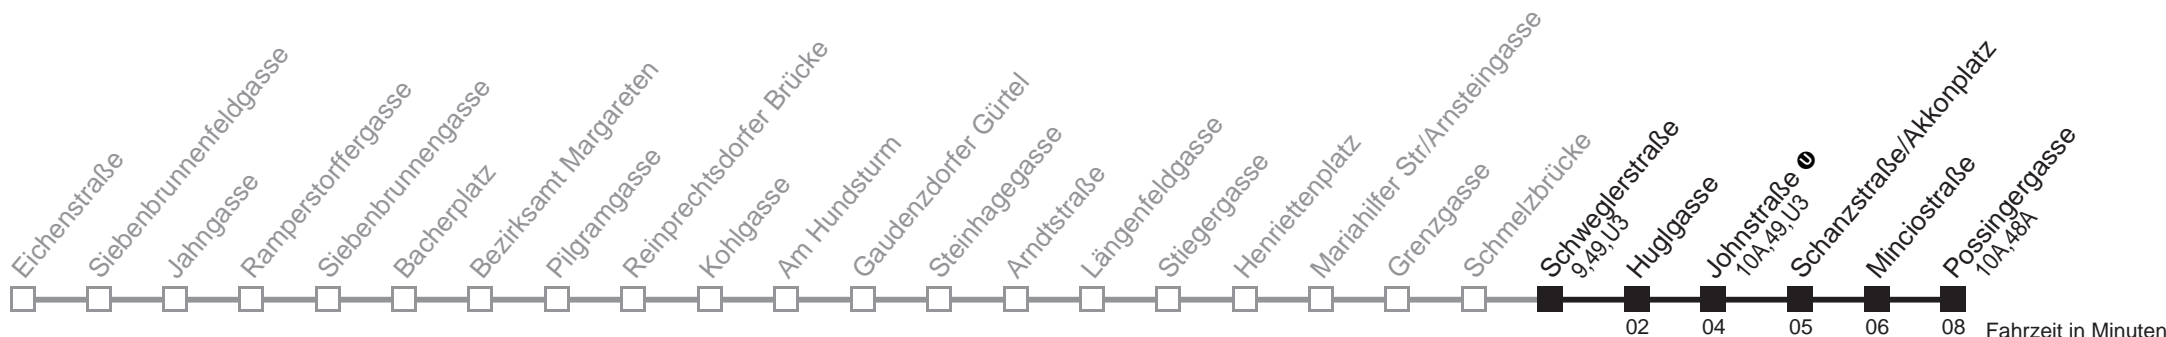 Eichenstraße
Siebenbrunnenfeldgasse
Jahngasse
Ramperstorffergasse
Siebenbrunnengasse
Bacherplatz
Bezirksamt Margareten
Pilgramgasse
Reinprechtsdorfer Brücke
Kohlgasse
Am Hundsturm
Gaudenzdorfer Gürtel
Steinhagegasse
Arndtstraße
Längenfeldgasse
Stiegergasse
Henriettenplatz
Mariahilfer Str/Arnsteingasse
Grenzgasse
Schmelzbrücke
Schweglerstraße
9,49,U3
Huglgasse
Johnstraße U
10A,49,U3
Schanzstraße/Akkonplatz
Minciostraße
Possingergasse
10A,48A
02 04 05 06 08 Fahrzeit in Minuten